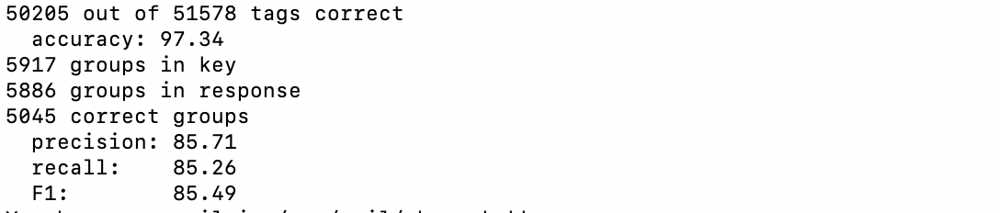 50205 out of 51578 tags correct
accuracy: 97.34
5917 groups in key
5886 groups in response
5045 correct groups
precision: 85.71
recall: 85.26
F1: 85.49